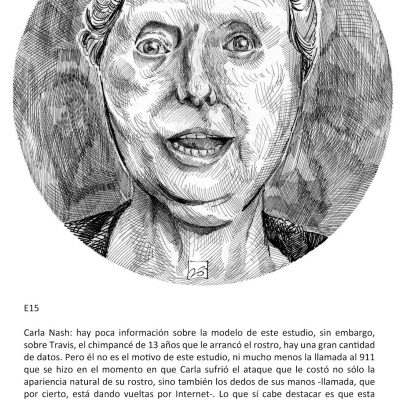 E15
Carla Nash: hay poca información sobre la modelo de este estudio, sin embargo,
sobre Travis, el chimpancé de 13 años que le arrancó el rostro, hay una gran cantidad
de datos. Pero él no es el motivo de este estudio, ni mucho menos la llamada al 911
que se hizo en el momento en que Carla sufrió el ataque que le costó no sólo la
apariencia natural de su rostro, sino también los dedos de sus manos -llamada, que
por cierto, está dando vueltas por Internet-. Lo que sí cabe destacar es que esta